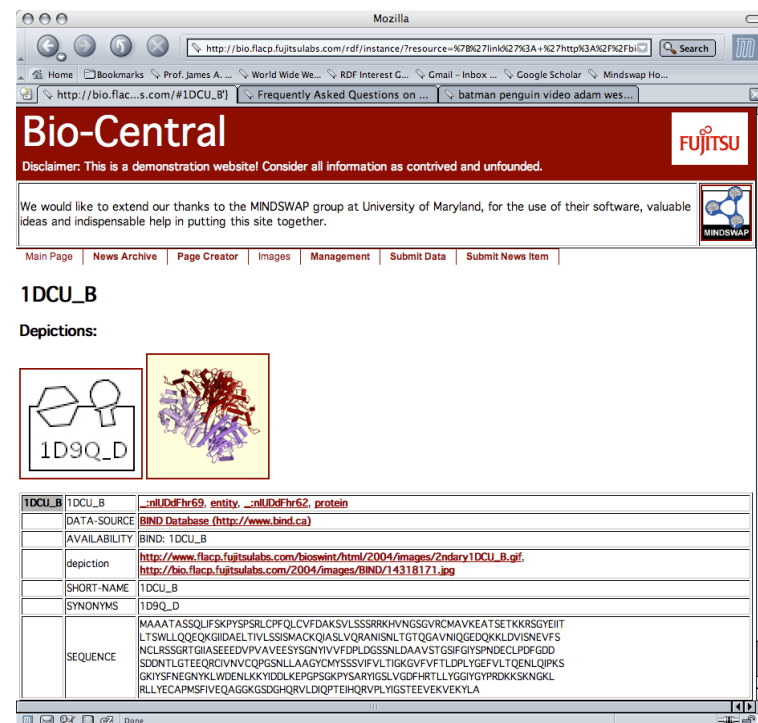 Mozilla
http://bio.flacp.fujitsulabs.com/rdf/instance/?resource=%7B%27link%27%3A+%27http%3A%2F%2Fbi
Search
Home Bookmarks Prof. James A. ... World Wide We... RDF Interest G... Gmail - Inbox ... Google Scholar Mindswap Ho...
http://bio.flac...s.com/#1DCU_B'} Frequently Asked Questions on ... batman penguin video adam wes...
Bio-Central
FUJITSU
Disclaimer: This is a demonstration website! Consider all information as contrived and unfounded.
We would like to extend our thanks to the MINDSWAP group at University of Maryland, for the use of their software, valuable
ideas and indispensable help in putting this site together.
MINDSWAP
Main Page News Archive Page Creator Images Management Submit Data Submit News Item
1DCU_B
Depictions:
1D9Q_D
1DCU_B 1DCU_B _:nlUDdFhr69, entity, _:nlUDdFhr62, protein
DATA-SOURCE BIND Database (http://www.bind.ca)
AVAILABILITY BIND: 1DCU_B
depiction http://www.flacp.fujitsulabs.com/bioswint/html/2004/images/2ndary1DCU_B.gif,
http://bio.flacp.fujitsulabs.com/2004/images/BIND/14318171.jpg
SHORT-NAME 1DCU_B
SYNONYMS 1D9Q_D
SEQUENCE
MAAATASSQLIFSKPYSPSRLCPFQLCVFDAKSVLSSSRRKHVNGSGVRCMAVKEATSETKKRSGYEIIT
LTSWLLQQEQKGIIDAELTIVLSSISMACKQIASLVQRANISNLTGTQGAVNIQGEDQKKLDVISNEVFS
NCLRSSGRTGIIASEEEDVPVAVEESYSGNYIVVFDPLDGSSNLDAAVSTGSIFGIYSPNDECLPDFGDD
SDDNTLGTEEQRCIVNVCQPGSNLLAAGYCMYSSSVIFVLTIGKGVFVFTLDPLYGEFVLTQENLQIPKS
GKIYSFNEGNYKLWDENLKKYIDDLKEPGPSGKPYSARYIGSLVGDFHRTLLYGGIYGYPRDKKSKNGKL
RLLYECAPMSFIVEQAGGKGSDGHQRVLDIQPTEIHQRVPLYIGSTEEVEKVEKYLA
Done